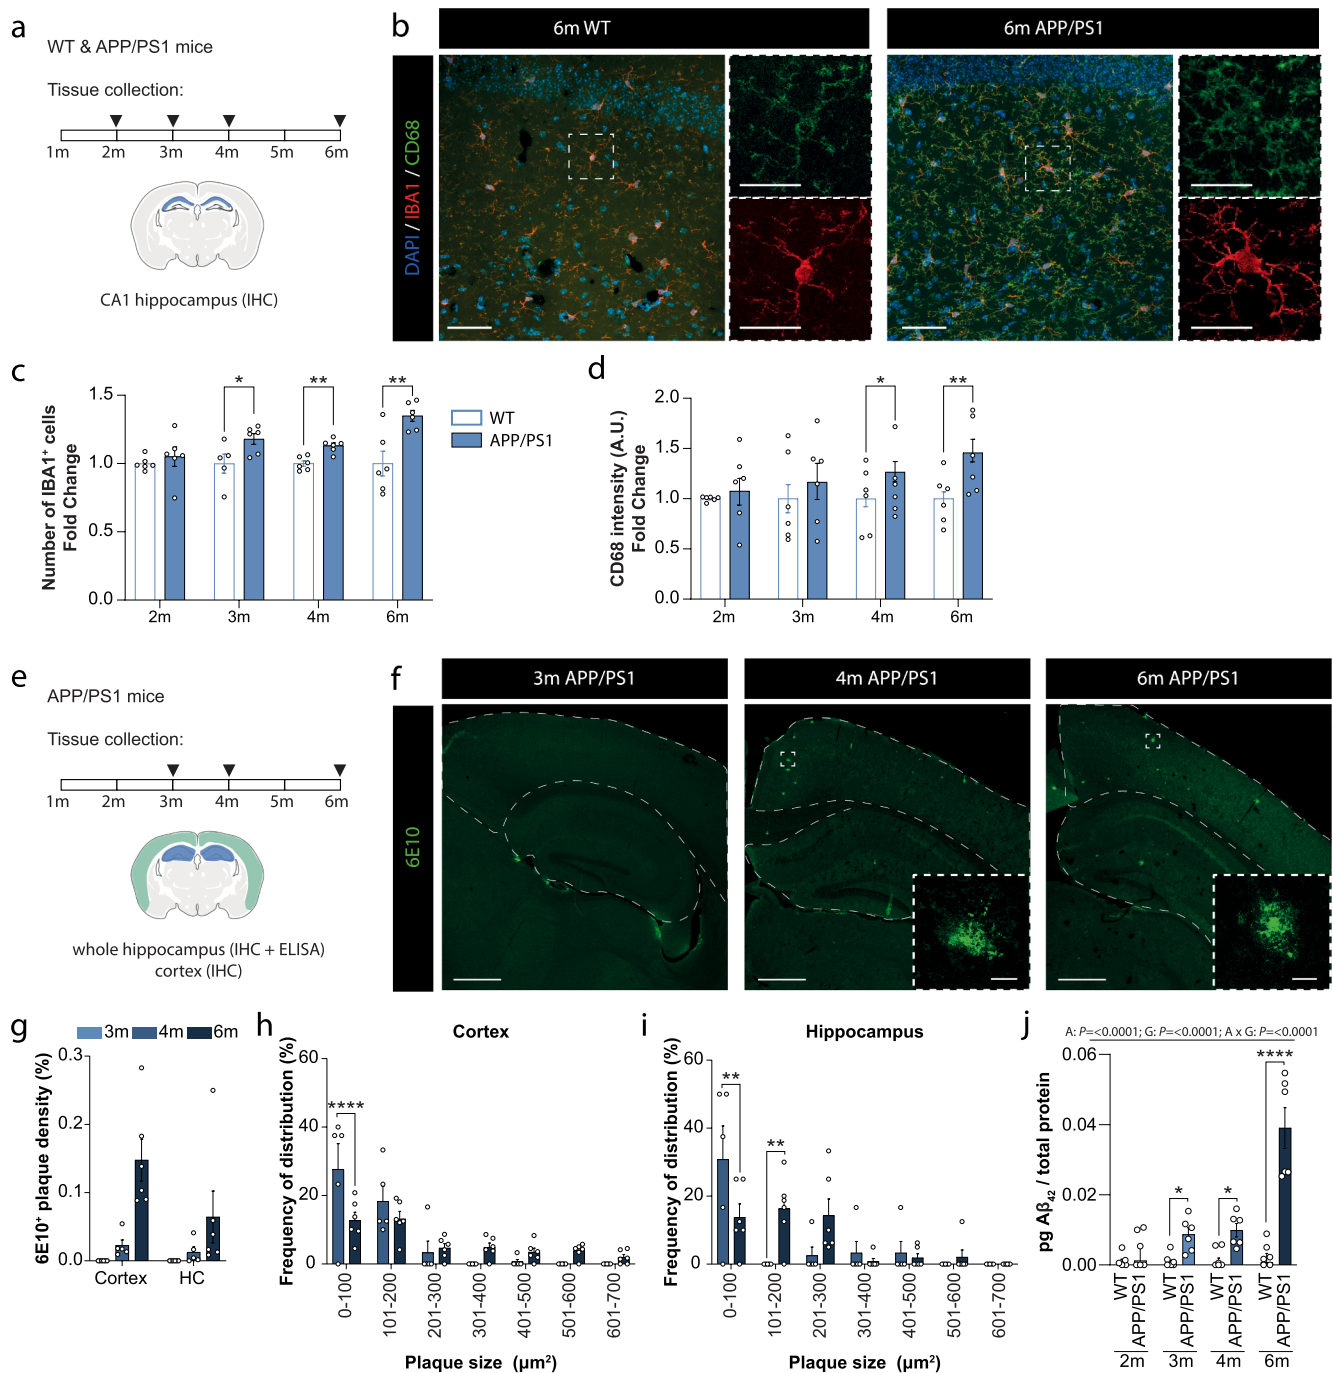 a
WT & APP/PS1 mice
Tissue collection:
1m 2m 3m 4m 5m 6m
CA1 hippocampus (IHC)
b
6m WT
6m APP/PS1
DAPI / IBA1 / CD68
c
Number of IBA1+ cells
Fold Change
1.5
1.0
0.5
0.0
* ** **
2m 3m 4m 6m
WT
APP/PS1
d
CD68 intensity (A.U.)
Fold Change
2.0
1.5
1.0
0.5
0.0
* **
2m 3m 4m 6m
e
APP/PS1 mice
Tissue collection:
1m 2m 3m 4m 5m 6m
whole hippocampus (IHC + ELISA)
cortex (IHC)
f
3m APP/PS1
4m APP/PS1
6m APP/PS1
6E10
g
3m 4m 6m
6E10+ plaque density (%)
0.3
0.2
0.1
0.0
Cortex HC
h
Cortex
Frequency of distribution (%)
60
40
20
0
****
0-100
101-200
201-300
301-400
401-500
501-600
601-700
Plaque size (µm²)
i
Hippocampus
Frequency of distribution (%)
60
40
20
0
**
**
0-100
101-200
201-300
301-400
401-500
501-600
601-700
Plaque size (µm²)
j
A: P=<0.0001; G: P=<0.0001; A x G: P=<0.0001
pg Aβ42 / total protein
0.06
0.04
0.02
0.00
* * ****
WT APP/PS1 WT APP/PS1 WT APP/PS1 WT APP/PS1
2m 3m 4m 6m